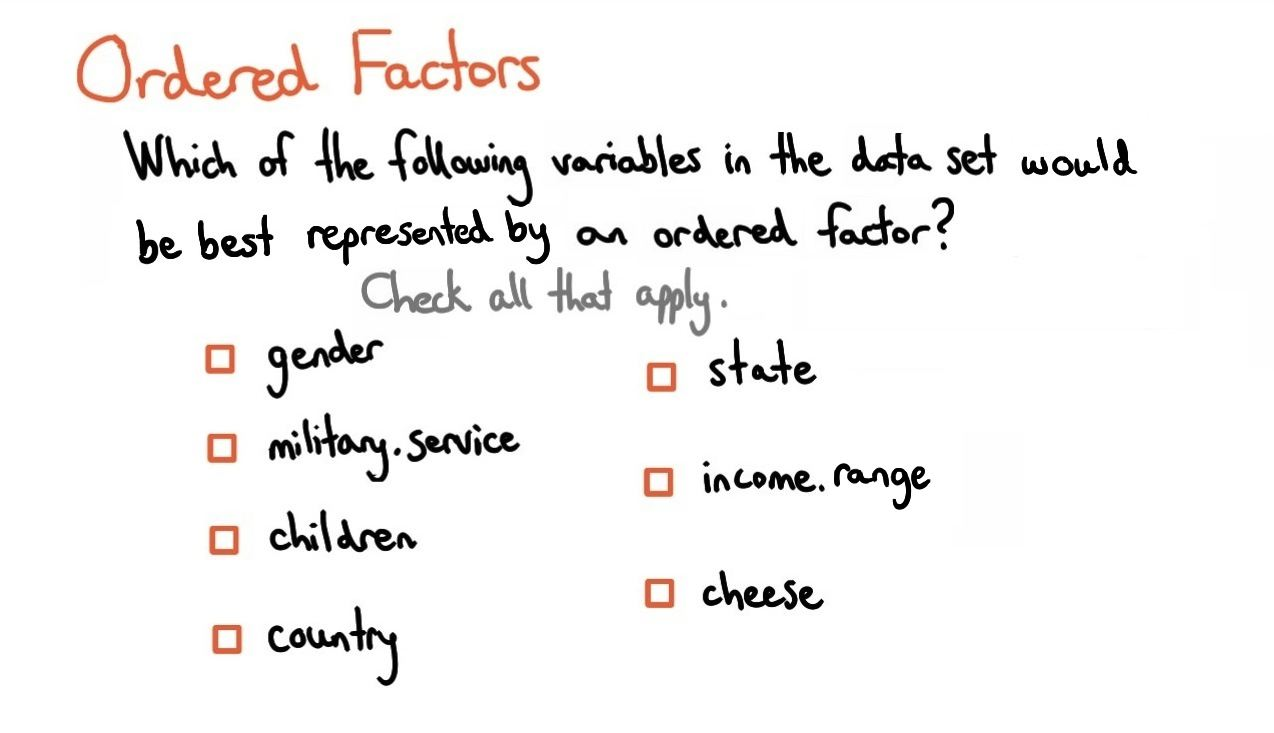 Ordered Factors
Which of the following variables in the data set would
be best represented by an ordered factor?
Check all that apply.
gender
military.service
children
country
state
income.range
cheese